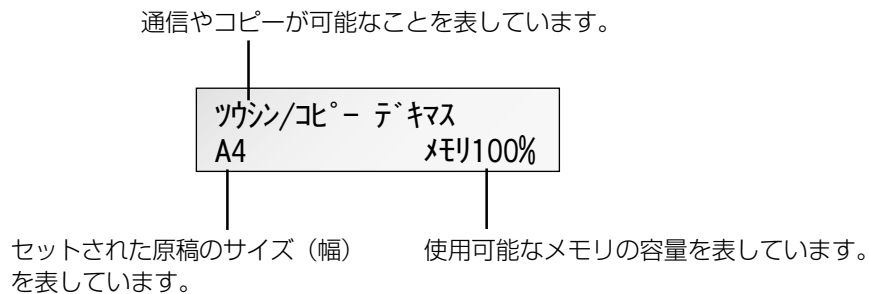 通信やコピーが可能なことを表しています。
ﾂｳｼﾝ/ｺﾋﾟｰ ﾃﾞｷﾏｽ
A4 ﾒﾓﾘ100%
セットされた原稿のサイズ（幅）
を表しています。
使用可能なメモリの容量を表しています。